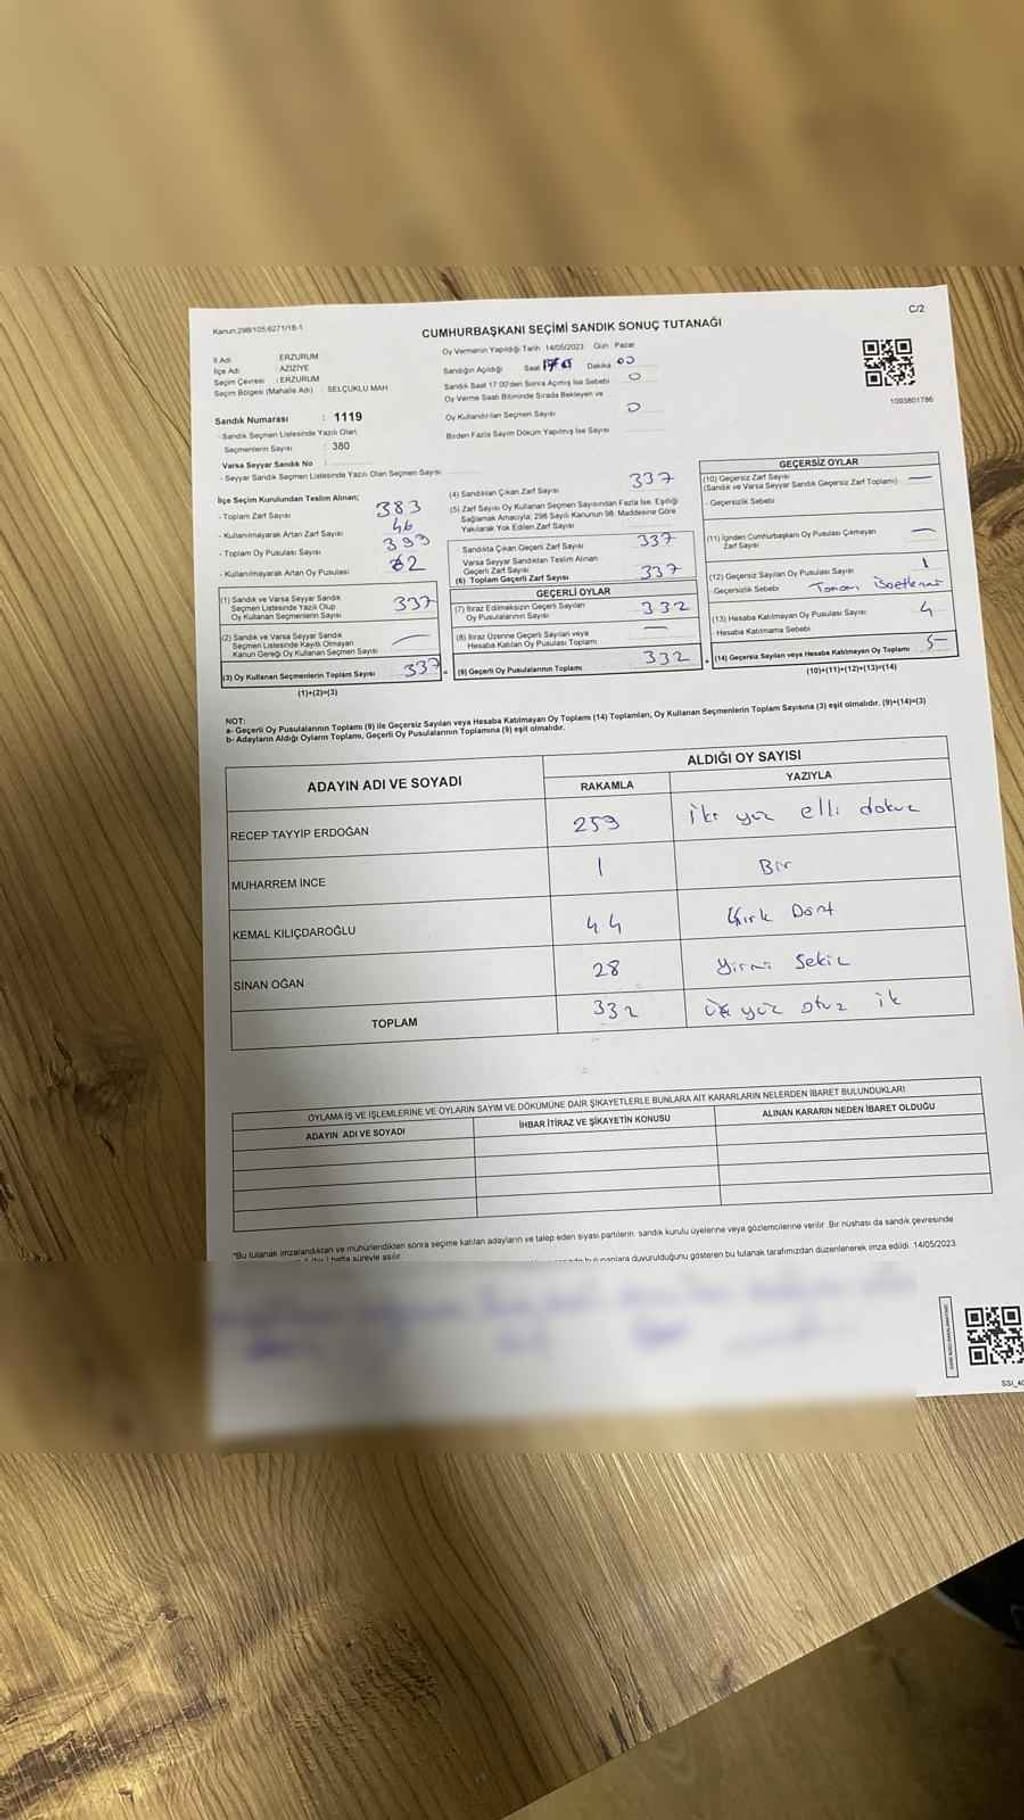 Kanun:298/105;6271/18-1
C/2
CUMHURBAŞKANI SEÇİMİ SANDIK SONUÇ TUTANAĞI
İl Adı : ERZURUM
İlçe Adı : AZİZİYE
Seçim Çevresi : ERZURUM
Seçim Bölgesi (Mahalle Adı) : SELÇUKLU MAH
Oy Vermenin Yapıldığı Tarih : 14/05/2023 Gün : Pazar
Sandığın Açıldığı Saat Dakika 00
Sandık Saat 17:00'den Sonra Açılmış İse Sebebi 0
Oy Verme Saati Bitiminde Sırada Bekleyen ve
Oy Kullandırılan Seçmen Sayısı 0
Birden Fazla Sayım Döküm Yapılmış İse Sayısı
1093801786
Sandık Numarası : 1119
- Sandık Seçmen Listesinde Yazılı Olan
Seçmenlerin Sayısı : 380
Varsa Seyyar Sandık No :
- Seyyar Sandık Seçmen Listesinde Yazılı Olan Seçmen Sayısı
İlçe Seçim Kurulundan Teslim Alınan;
- Toplam Zarf Sayısı 383
- Kullanılmayarak Artan Zarf Sayısı 46
- Toplam Oy Pusulası Sayısı
- Kullanılmayarak Artan Oy Pusulası 62
(1) Sandık ve Varsa Seyyar Sandık
Seçmen Listesinde Yazılı Olup
Oy Kullanan Seçmenlerin Sayısı 337
(2) Sandık ve Varsa Seyyar Sandık
Seçmen Listesinde Kayıtlı Olmayan
Kanun Gereği Oy Kullanan Seçmen Sayısı —
(3) Oy Kullanan Seçmenlerin Toplam Sayısı 337
(1)+(2)=(3)
(4) Sandıktan Çıkan Zarf Sayısı 337
(5) Zarf Sayısı Oy Kullanan Seçmen Sayısından Fazla İse, Eşitliği
Sağlamak Amacıyla; 298 Sayılı Kanunun 98. Maddesine Göre
Yakılarak Yok Edilen Zarf Sayısı
Sandıkta Çıkan Geçerli Zarf Sayısı 337
Varsa Seyyar Sandıktan Teslim Alınan
Geçerli Zarf Sayısı
(6) Toplam Geçerli Zarf Sayısı 337
GEÇERLİ OYLAR
(7) İtiraz Edilmeksizin Geçerli Sayılan
Oy Pusulalarının Sayısı 332
(8) İtiraz Üzerine Geçerli Sayılan veya
Hesaba Katılan Oy Pusulası Toplamı —
(9) Geçerli Oy Pusulalarının Toplamı 332
GEÇERSİZ OYLAR
(10) Geçersiz Zarf Sayısı
(Sandık ve Varsa Seyyar Sandık Geçersiz Zarf Toplamı) —
- Geçersizlik Sebebi
(11) İçinden Cumhurbaşkanı Oy Pusulası Çıkmayan
Zarf Sayısı —
(12) Geçersiz Sayılan Oy Pusulası Sayısı 1
Geçersizlik Sebebi
(13) Hesaba Katılmayan Oy Pusulası Sayısı 4
Hesaba Katılmama Sebebi
(14) Geçersiz Sayılan veya Hesaba Katılmayan Oy Toplamı 5
(10)+(11)+(12)+(13)=(14)
NOT:
a- Geçerli Oy Pusulalarının Toplamı (9) ile Geçersiz Sayılan veya Hesaba Katılmayan Oy Toplamı (14) Toplamları, Oy Kullanan Seçmenlerin Toplam Sayısına (3) eşit olmalıdır. (9)+(14)=(3)
b- Adayların Aldığı Oyların Toplamı, Geçerli Oy Pusulalarının Toplamına (9) eşit olmalıdır.
ADAYIN ADI VE SOYADI
ALDIĞI OY SAYISI
RAKAMLA YAZIYLA
RECEP TAYYİP ERDOĞAN 259 iki yüz elli dokuz
MUHARREM İNCE 1 Bir
KEMAL KILIÇDAROĞLU 44 Kırk Dört
SİNAN OĞAN 28 yirmi sekiz
TOPLAM 332 üç yüz otuz ik
OYLAMA İŞ VE İŞLEMLERİNE VE OYLARIN SAYIM VE DÖKÜMÜNE DAİR ŞİKAYETLERLE BUNLARA AİT KARARLARIN NELERDEN İBARET BULUNDUKLARI
ADAYIN ADI VE SOYADI İHBAR İTİRAZ VE ŞİKAYETİN KONUSU ALINAN KARARIN NEDEN İBARET OLDUĞU
*Bu tutanak imzalandıktan ve mühürlendikten sonra seçime katılan adayların ve talep eden siyasi partilerin, sandık kurulu üyelerine veya gözlemcilerine verilir. Bir nüshası da sandık çevresinde
hafta süreyle asılır.
duyurulduğunu gösteren bu tutanak tarafımızdan düzenlenerek imza edildi. 14/05/2023